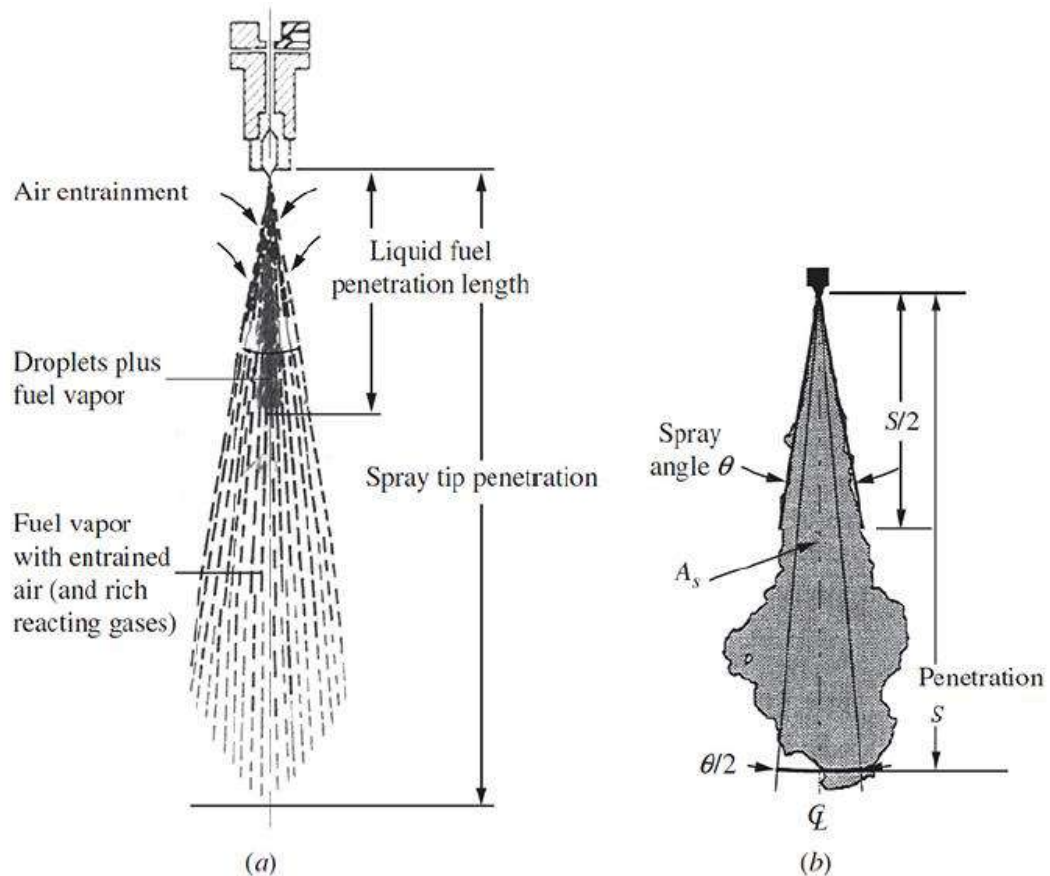 Air entrainment
Liquid fuel
penetration length
Droplets plus
fuel vapor
Spray tip penetration
Fuel vapor
with entrained
air (and rich
reacting gases)
(a)
S/2
Spray
angle θ
A_s
Penetration
S
θ/2
℄
(b)